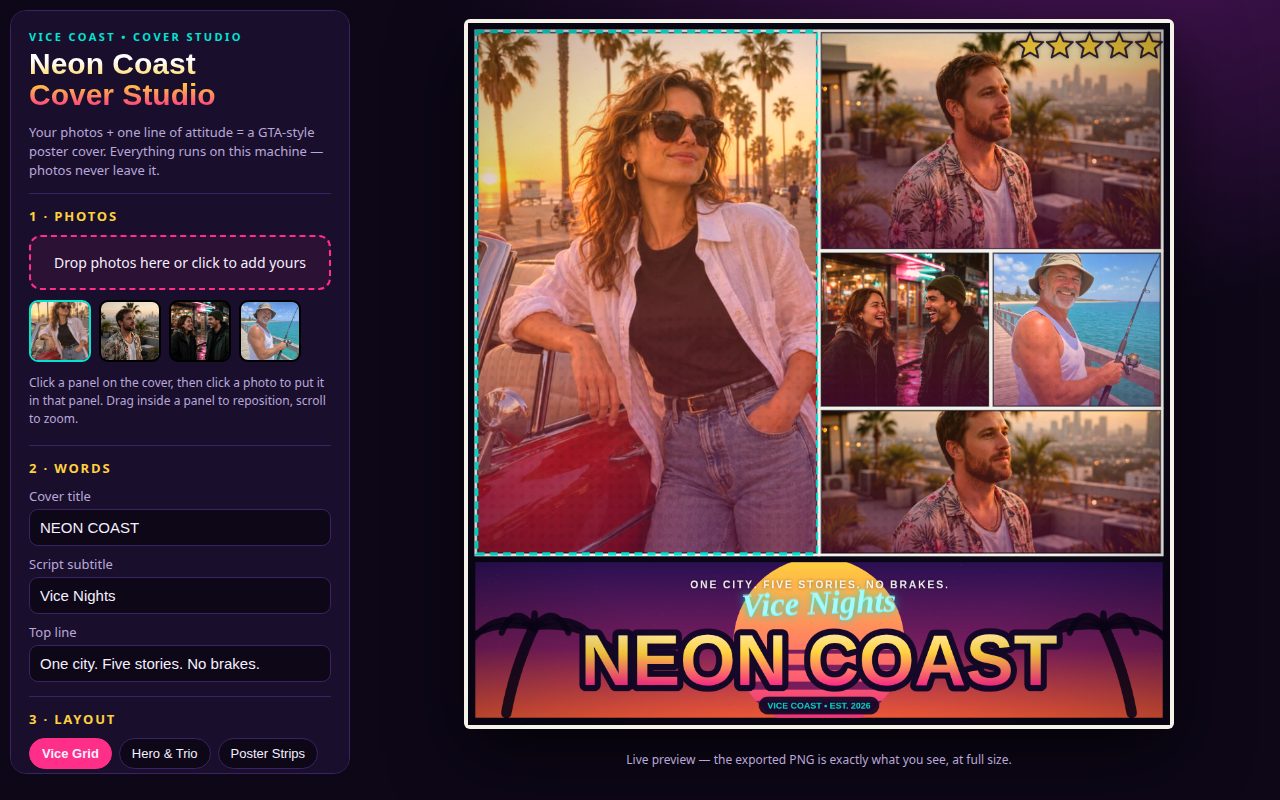 VICE COAST • COVER STUDIO
Neon Coast
Cover Studio
Your photos + one line of attitude = a GTA-style
poster cover. Everything runs on this machine —
photos never leave it.
1 · PHOTOS
Drop photos here or click to add yours
Click a panel on the cover, then click a photo to put it
in that panel. Drag inside a panel to reposition, scroll
to zoom.
2 · WORDS
Cover title
NEON COAST
Script subtitle
Vice Nights
Top line
One city. Five stories. No brakes.
3 · LAYOUT
Vice Grid
Hero & Trio
Poster Strips
ONE CITY. FIVE STORIES. NO BRAKES.
Vice Nights
NEON COAST
VICE COAST • EST. 2026
Live preview — the exported PNG is exactly what you see, at full size.